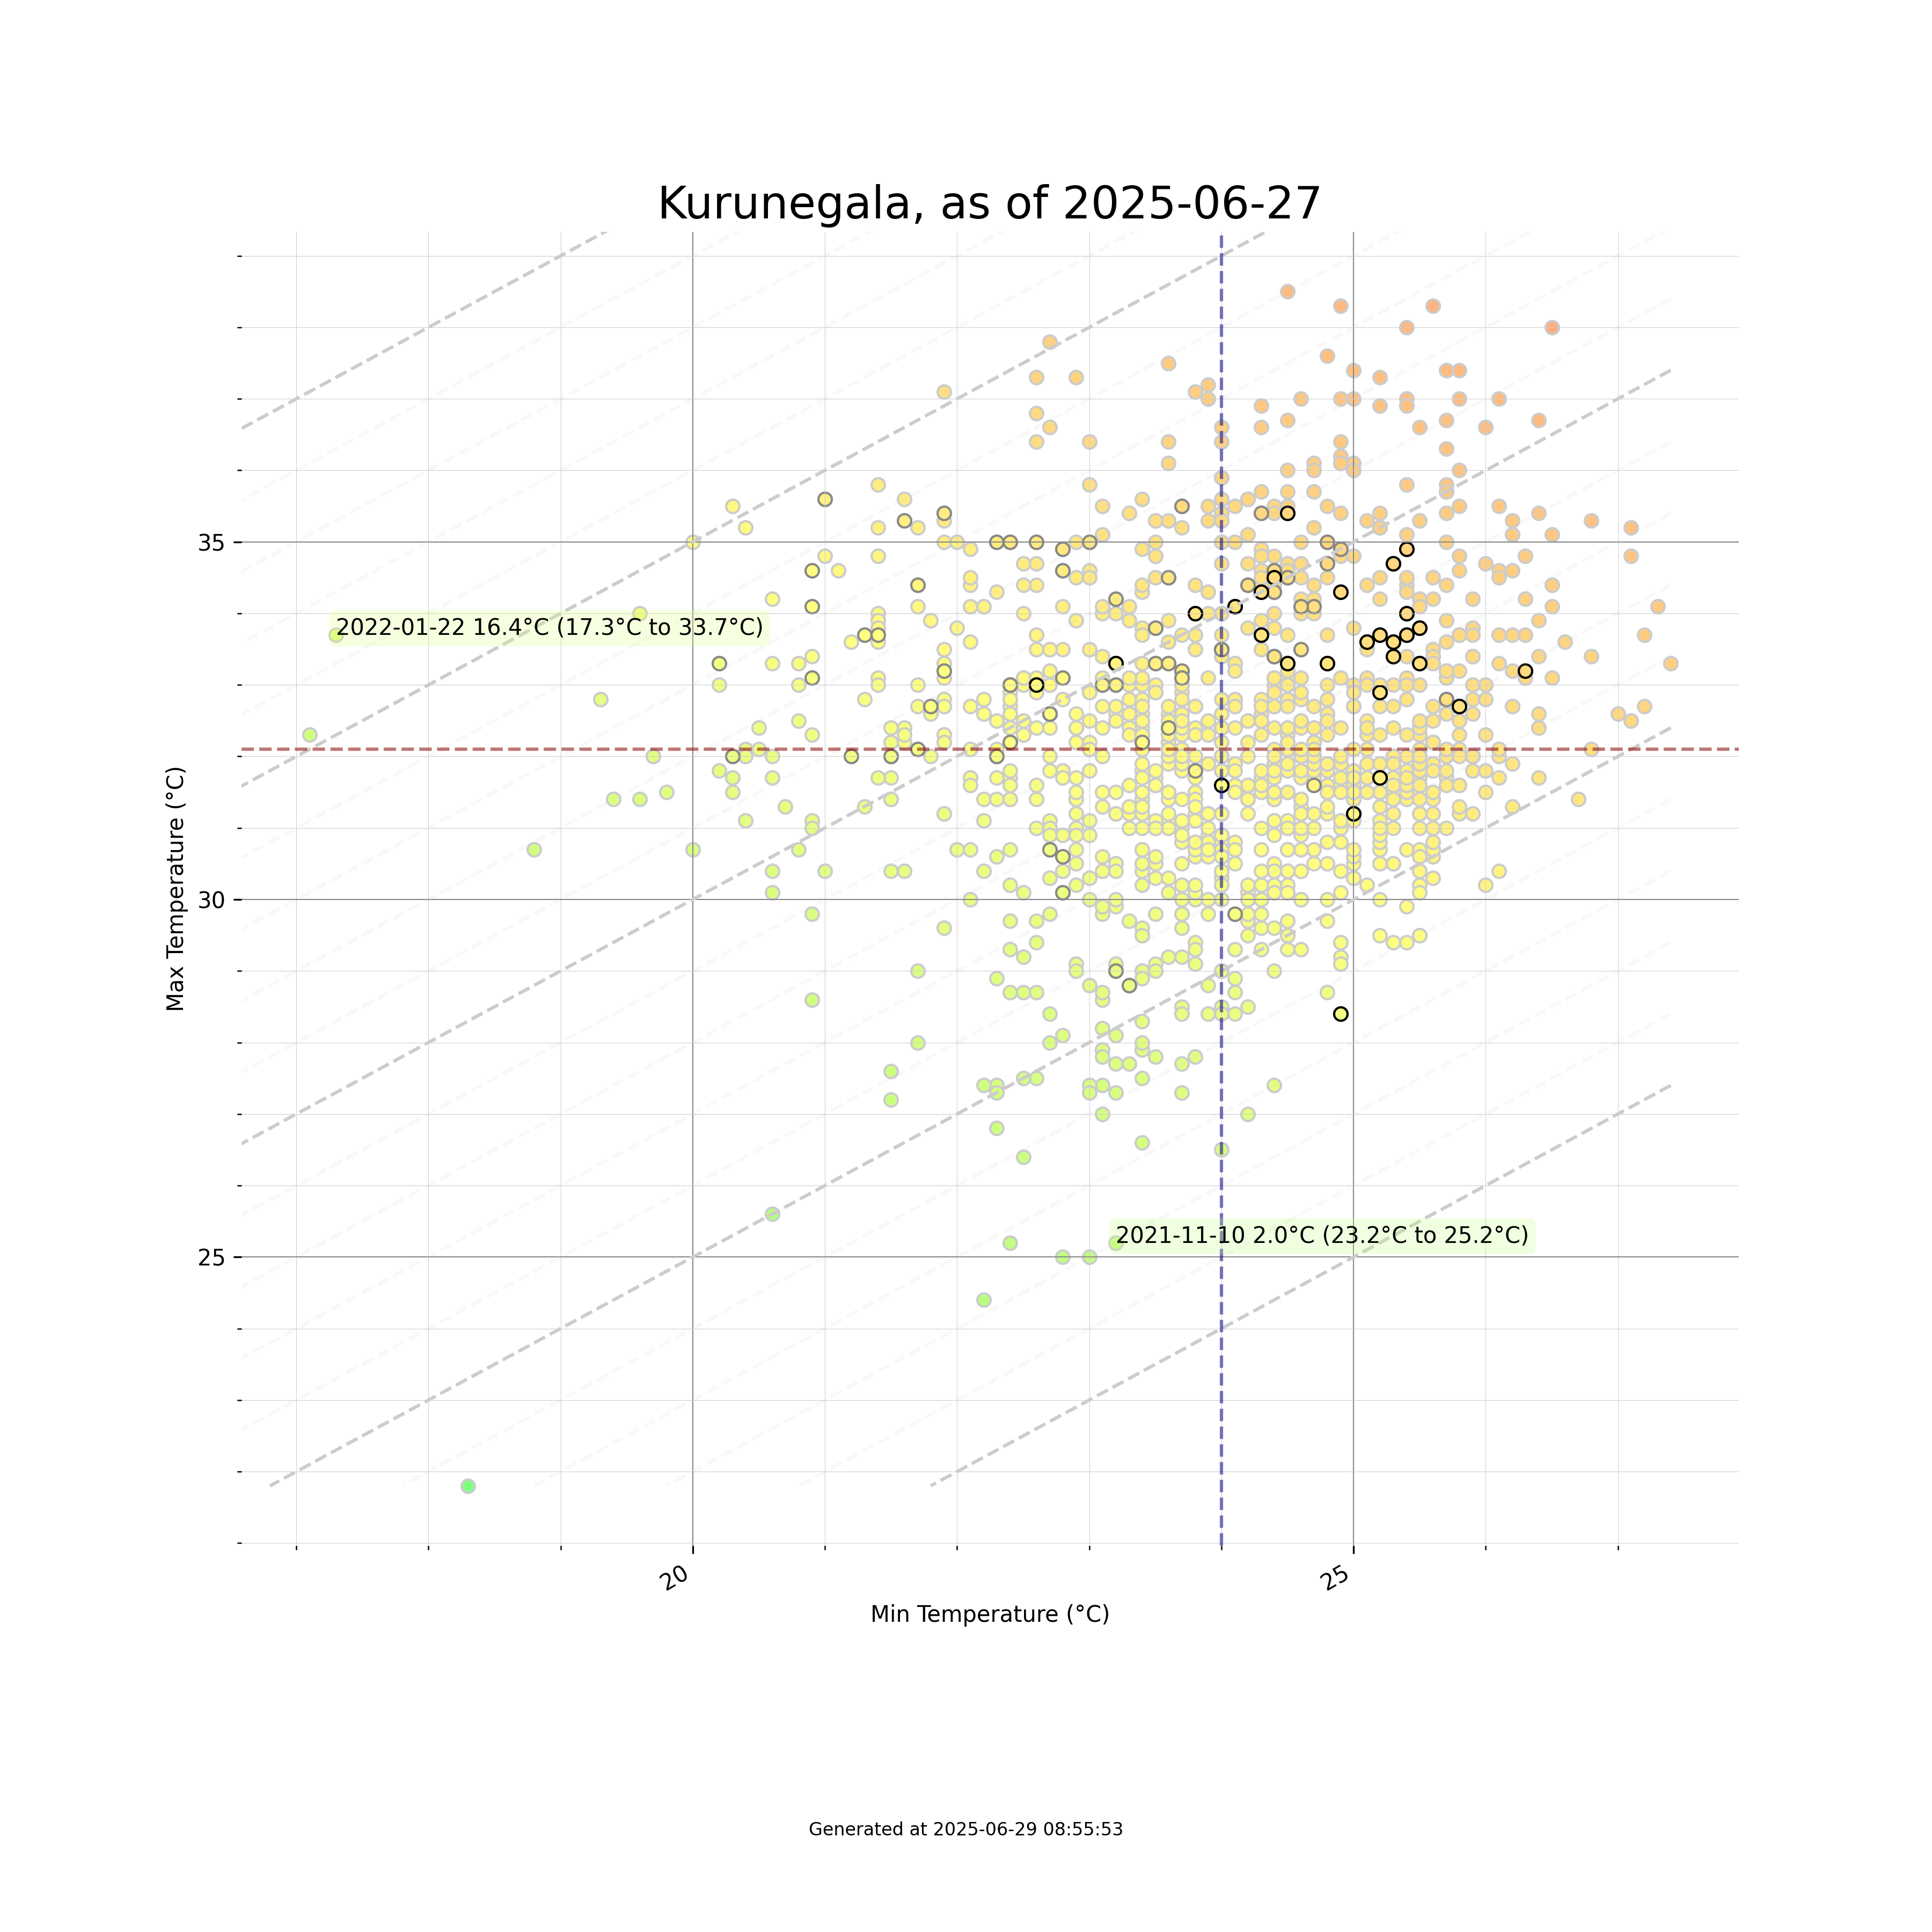 Kurunegala, as of 2025-06-27
35
2022-01-22 16.4°C (17.3°C to 33.7°C)
Max Temperature (°C)
30
2021-11-10 2.0°C (23.2°C to 25.2°C)
25
20
25
Min Temperature (°C)
Generated at 2025-06-29 08:55:53